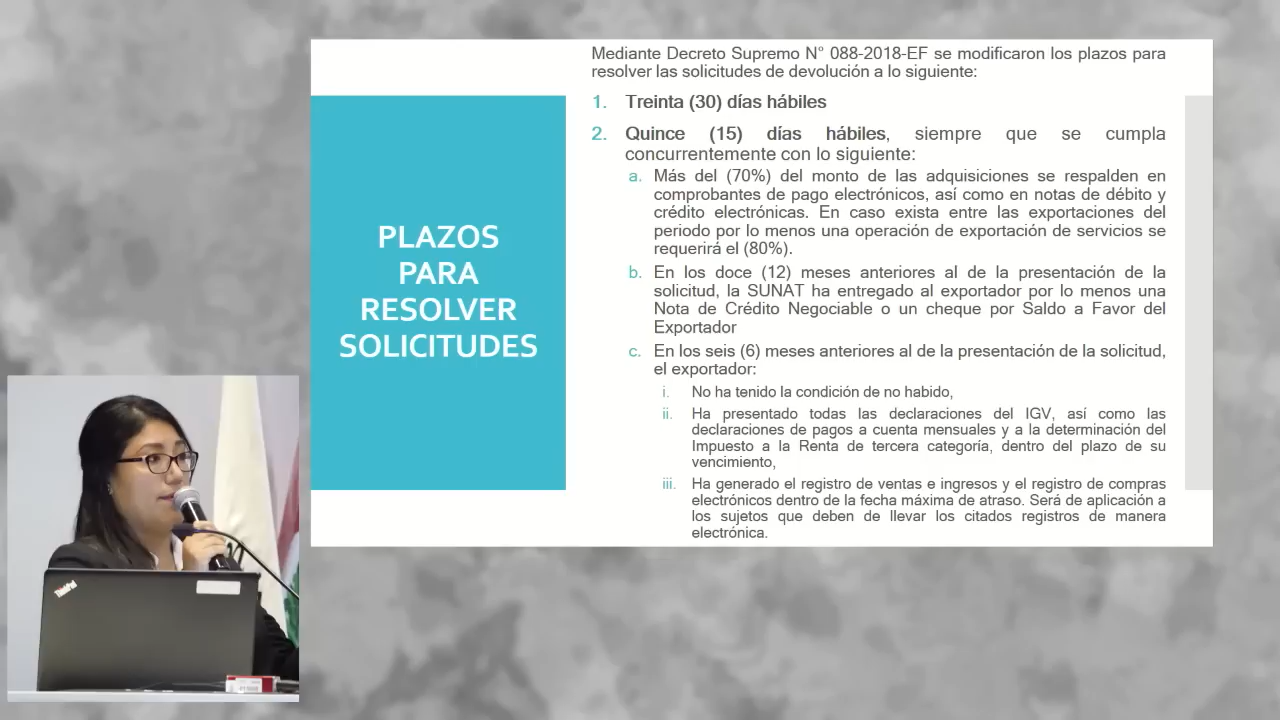 Mediante Decreto Supremo N° 088-2018-EF se modificaron los plazos para
resolver las solicitudes de devolución a lo siguiente:
1. Treinta (30) días hábiles
2. Quince (15) días hábiles, siempre que se cumpla
concurrentemente con lo siguiente:
a. Más del (70%) del monto de las adquisiciones se respalden en
comprobantes de pago electrónicos, así como en notas de débito y
crédito electrónicas. En caso exista entre las exportaciones del
periodo por lo menos una operación de exportación de servicios se
requerirá el (80%).
b. En los doce (12) meses anteriores al de la presentación de la
solicitud, la SUNAT ha entregado al exportador por lo menos una
Nota de Crédito Negociable o un cheque por Saldo a Favor del
Exportador
c. En los seis (6) meses anteriores al de la presentación de la solicitud,
el exportador:
i. No ha tenido la condición de no habido,
ii. Ha presentado todas las declaraciones del IGV, así como las
declaraciones de pagos a cuenta mensuales y a la determinación del
Impuesto a la Renta de tercera categoría, dentro del plazo de su
vencimiento,
iii. Ha generado el registro de ventas e ingresos y el registro de compras
electrónicos dentro de la fecha máxima de atraso. Será de aplicación a
los sujetos que deben de llevar los citados registros de manera
electrónica.
PLAZOS
PARA
RESOLVER
SOLICITUDES
ThinkPad